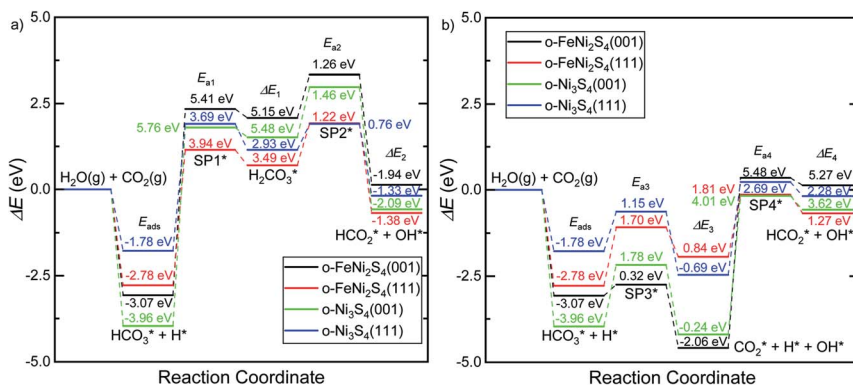 a)
5.0
2.5
0.0
-2.5
-5.0
ΔE (eV)
Reaction Coordinate
H2O(g) + CO2(g)
Eads
-1.78 eV
-2.78 eV
-3.07 eV
-3.96 eV
HCO3* + H*
Ea1
5.41 eV
3.69 eV
5.76 eV
3.94 eV
SP1*
ΔE1
5.15 eV
5.48 eV
2.93 eV
3.49 eV
H2CO3*
Ea2
1.26 eV
1.46 eV
1.22 eV
0.76 eV
SP2*
ΔE2
-1.94 eV
-1.33 eV
-2.09 eV
-1.38 eV
HCO2* + OH*
o-FeNi2S4(001)
o-FeNi2S4(111)
o-Ni3S4(001)
o-Ni3S4(111)
b)
5.0
2.5
0.0
-2.5
-5.0
ΔE (eV)
Reaction Coordinate
o-FeNi2S4(001)
o-FeNi2S4(111)
o-Ni3S4(001)
o-Ni3S4(111)
H2O(g) + CO2(g)
Eads
-1.78 eV
-2.78 eV
-3.07 eV
-3.96 eV
HCO3* + H*
Ea3
1.15 eV
1.70 eV
1.78 eV
0.32 eV
SP3*
ΔE3
0.84 eV
-0.69 eV
-0.24 eV
-2.06 eV
CO2* + H* + OH*
Ea4
5.48 eV
1.81 eV
2.69 eV
4.01 eV
SP4*
ΔE4
5.27 eV
2.28 eV
3.62 eV
1.27 eV
HCO2* + OH*